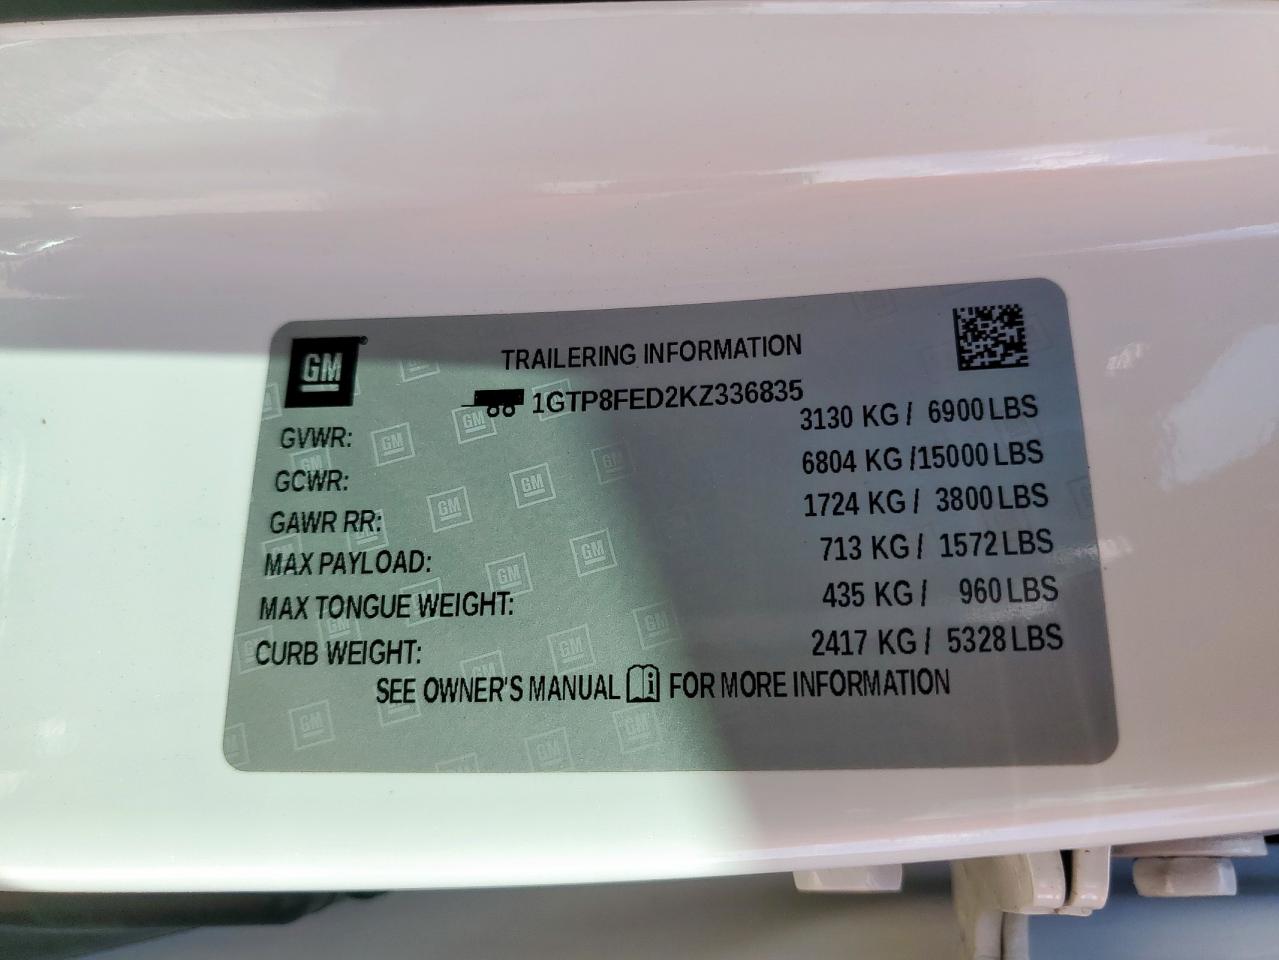 GM
TRAILERING INFORMATION
1GTP8FED2KZ336835
GVWR: 3130 KG / 6900 LBS
GCWR: 6804 KG /15000 LBS
GAWR RR: 1724 KG / 3800 LBS
MAX PAYLOAD: 713 KG / 1572 LBS
MAX TONGUE WEIGHT: 435 KG / 960 LBS
CURB WEIGHT: 2417 KG / 5328 LBS
SEE OWNER'S MANUAL FOR MORE INFORMATION